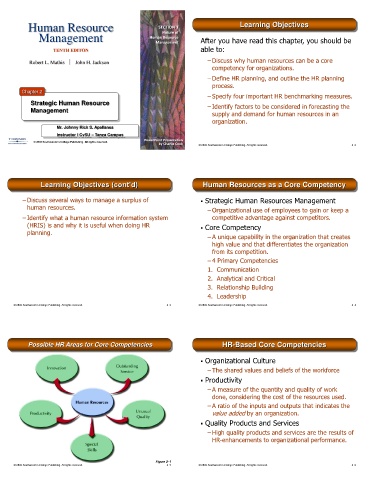 Human Resource
Management
TENTH EDITION
Robert L. Mathis | John H. Jackson
SECTION 1
Nature of
Human Resource
Management
Chapter 2
Strategic Human Resource
Management
Mr. Johnny Rick S. Apellanes
Instructor I CvSU – Tanza Campus
© 2003 Southwestern College Publishing. All rights reserved.
PowerPoint Presentation
by Charlie Cook
Learning Objectives
After you have read this chapter, you should be
able to:
–Discuss why human resources can be a core
competency for organizations.
–Define HR planning, and outline the HR planning
process.
–Specify four important HR benchmarking measures.
–Identify factors to be considered in forecasting the
supply and demand for human resources in an
organization.
© 2003 Southwestern College Publishing. All rights reserved.
2–2
Learning Objectives (cont'd)
–Discuss several ways to manage a surplus of
human resources.
–Identify what a human resource information system
(HRIS) is and why it is useful when doing HR
planning.
© 2003 Southwestern College Publishing. All rights reserved.
2–3
Human Resources as a Core Competency
• Strategic Human Resources Management
–Organizational use of employees to gain or keep a
competitive advantage against competitors.
• Core Competency
–A unique capability in the organization that creates
high value and that differentiates the organization
from its competition.
–4 Primary Competencies
1. Communication
2. Analytical and Critical
3. Relationship Building
4. Leadership
© 2003 Southwestern College Publishing. All rights reserved.
2–4
Possible HR Areas for Core Competencies
Innovation
Outstanding
Service
Human Resources
Productivity
Unusual
Quality
Special
Skills
Figure 2–1
© 2003 Southwestern College Publishing. All rights reserved.
2–5
HR-Based Core Competencies
• Organizational Culture
–The shared values and beliefs of the workforce
• Productivity
–A measure of the quantity and quality of work
done, considering the cost of the resources used.
–A ratio of the inputs and outputs that indicates the
value added by an organization.
• Quality Products and Services
–High quality products and services are the results of
HR-enhancements to organizational performance.
© 2003 Southwestern College Publishing. All rights reserved.
2–6